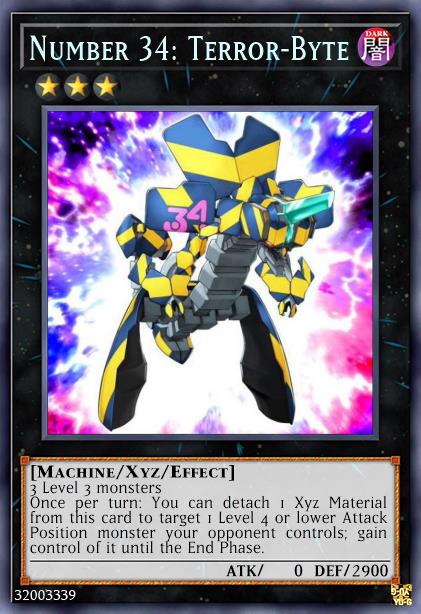 Number 34: Terror-Byte
DARK
闇
34
[Machine/Xyz/Effect]
3 Level 3 monsters
Once per turn: You can detach 1 Xyz Material
from this card to target 1 Level 4 or lower Attack
Position monster your opponent controls; gain
control of it until the End Phase.
ATK/ 0 DEF/2900
32003339